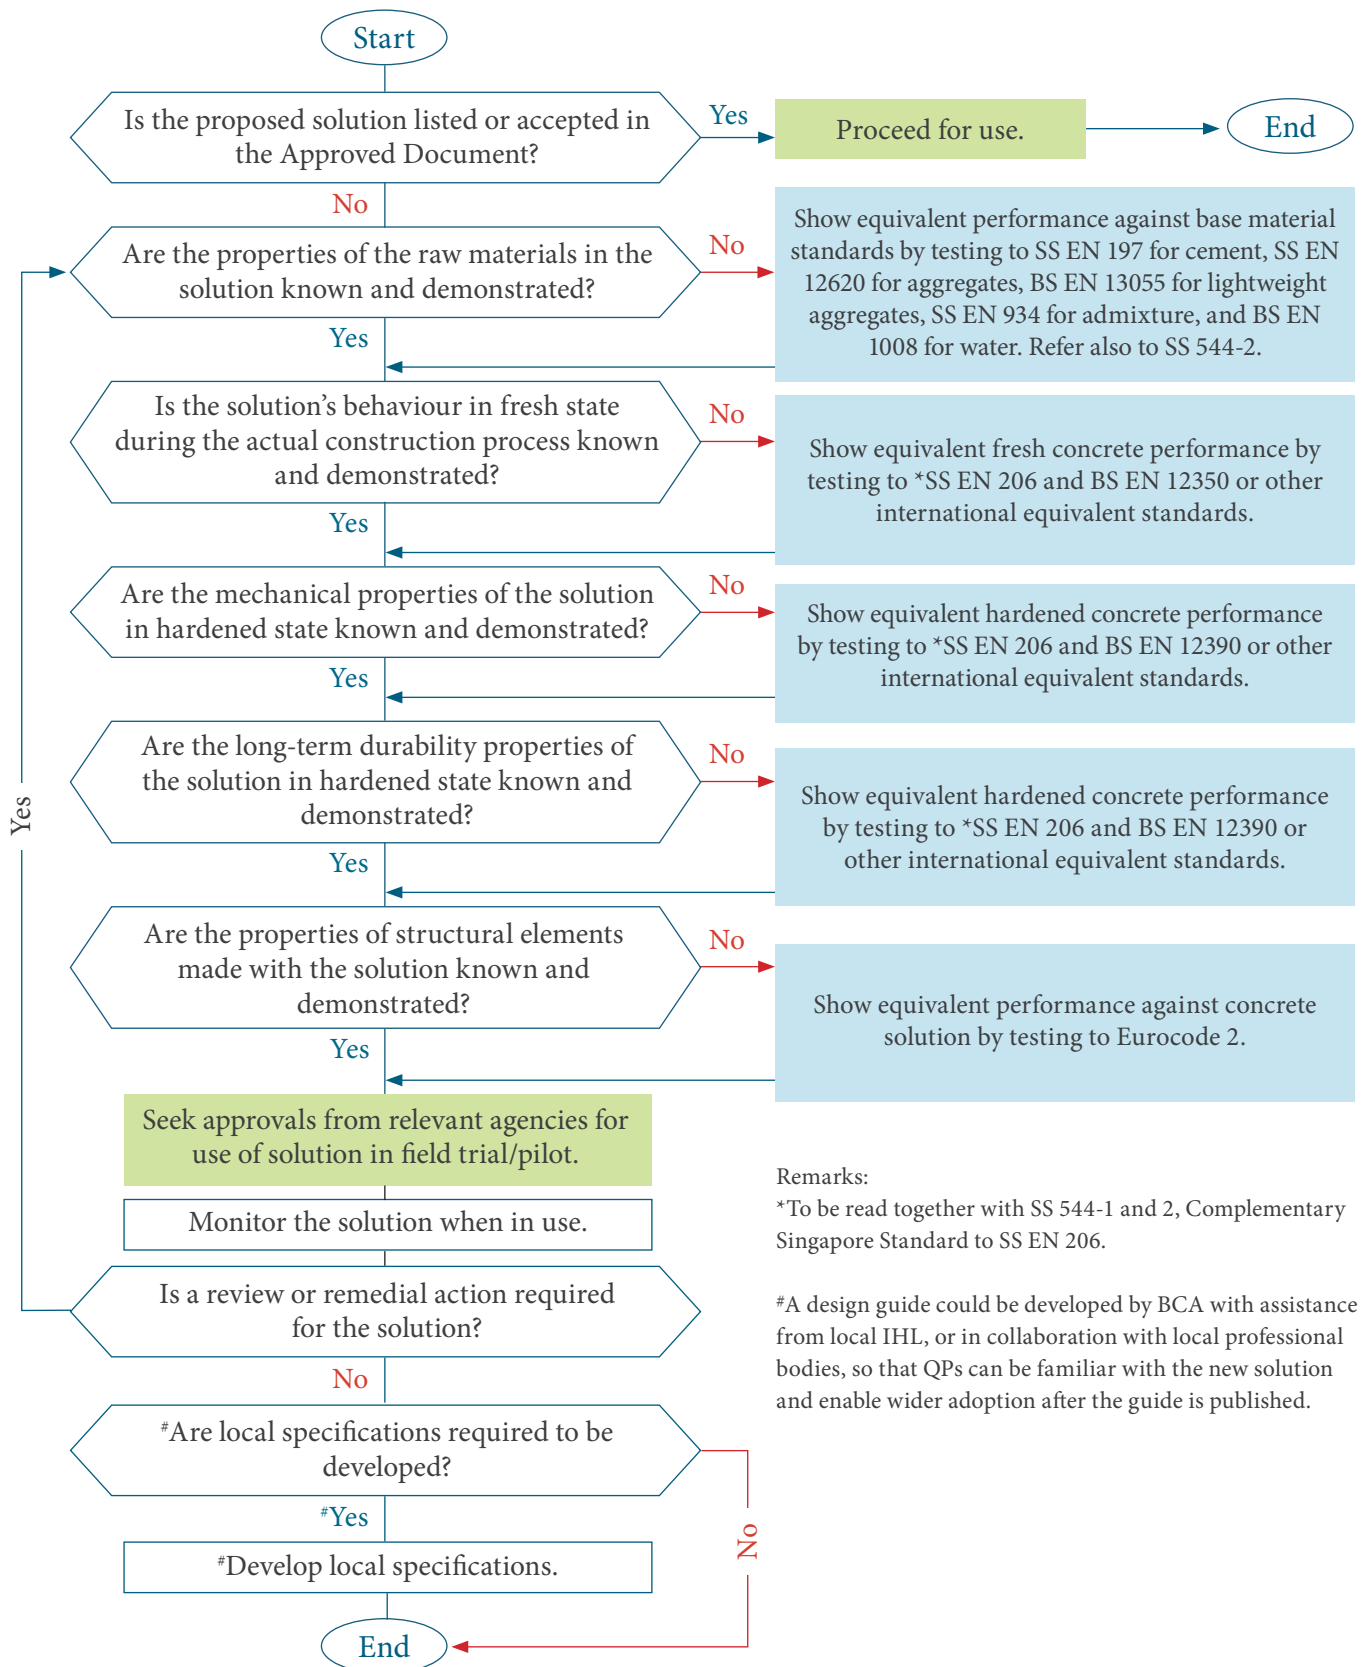 Start
Is the proposed solution listed or accepted in
the Approved Document?
Yes
Proceed for use.
End
No
Are the properties of the raw materials in the
solution known and demonstrated?
No
Show equivalent performance against base material
standards by testing to SS EN 197 for cement, SS EN
12620 for aggregates, BS EN 13055 for lightweight
aggregates, SS EN 934 for admixture, and BS EN
1008 for water. Refer also to SS 544-2.
Yes
Is the solution’s behaviour in fresh state
during the actual construction process known
and demonstrated?
No
Show equivalent fresh concrete performance by
testing to *SS EN 206 and BS EN 12350 or other
international equivalent standards.
Yes
Are the mechanical properties of the solution
in hardened state known and demonstrated?
No
Show equivalent hardened concrete performance
by testing to *SS EN 206 and BS EN 12390 or other
international equivalent standards.
Yes
Are the long-term durability properties of
the solution in hardened state known and
demonstrated?
No
Show equivalent hardened concrete performance
by testing to *SS EN 206 and BS EN 12390 or
other international equivalent standards.
Yes
Yes
Are the properties of structural elements
made with the solution known and
demonstrated?
No
Show equivalent performance against concrete
solution by testing to Eurocode 2.
Yes
Seek approvals from relevant agencies for
use of solution in field trial/pilot.
Monitor the solution when in use.
Is a review or remedial action required
for the solution?
No
#Are local specifications required to be
developed?
#Yes
No
#Develop local specifications.
End
Remarks:
*To be read together with SS 544-1 and 2, Complementary
Singapore Standard to SS EN 206.
#A design guide could be developed by BCA with assistance
from local IHL, or in collaboration with local professional
bodies, so that QPs can be familiar with the new solution
and enable wider adoption after the guide is published.